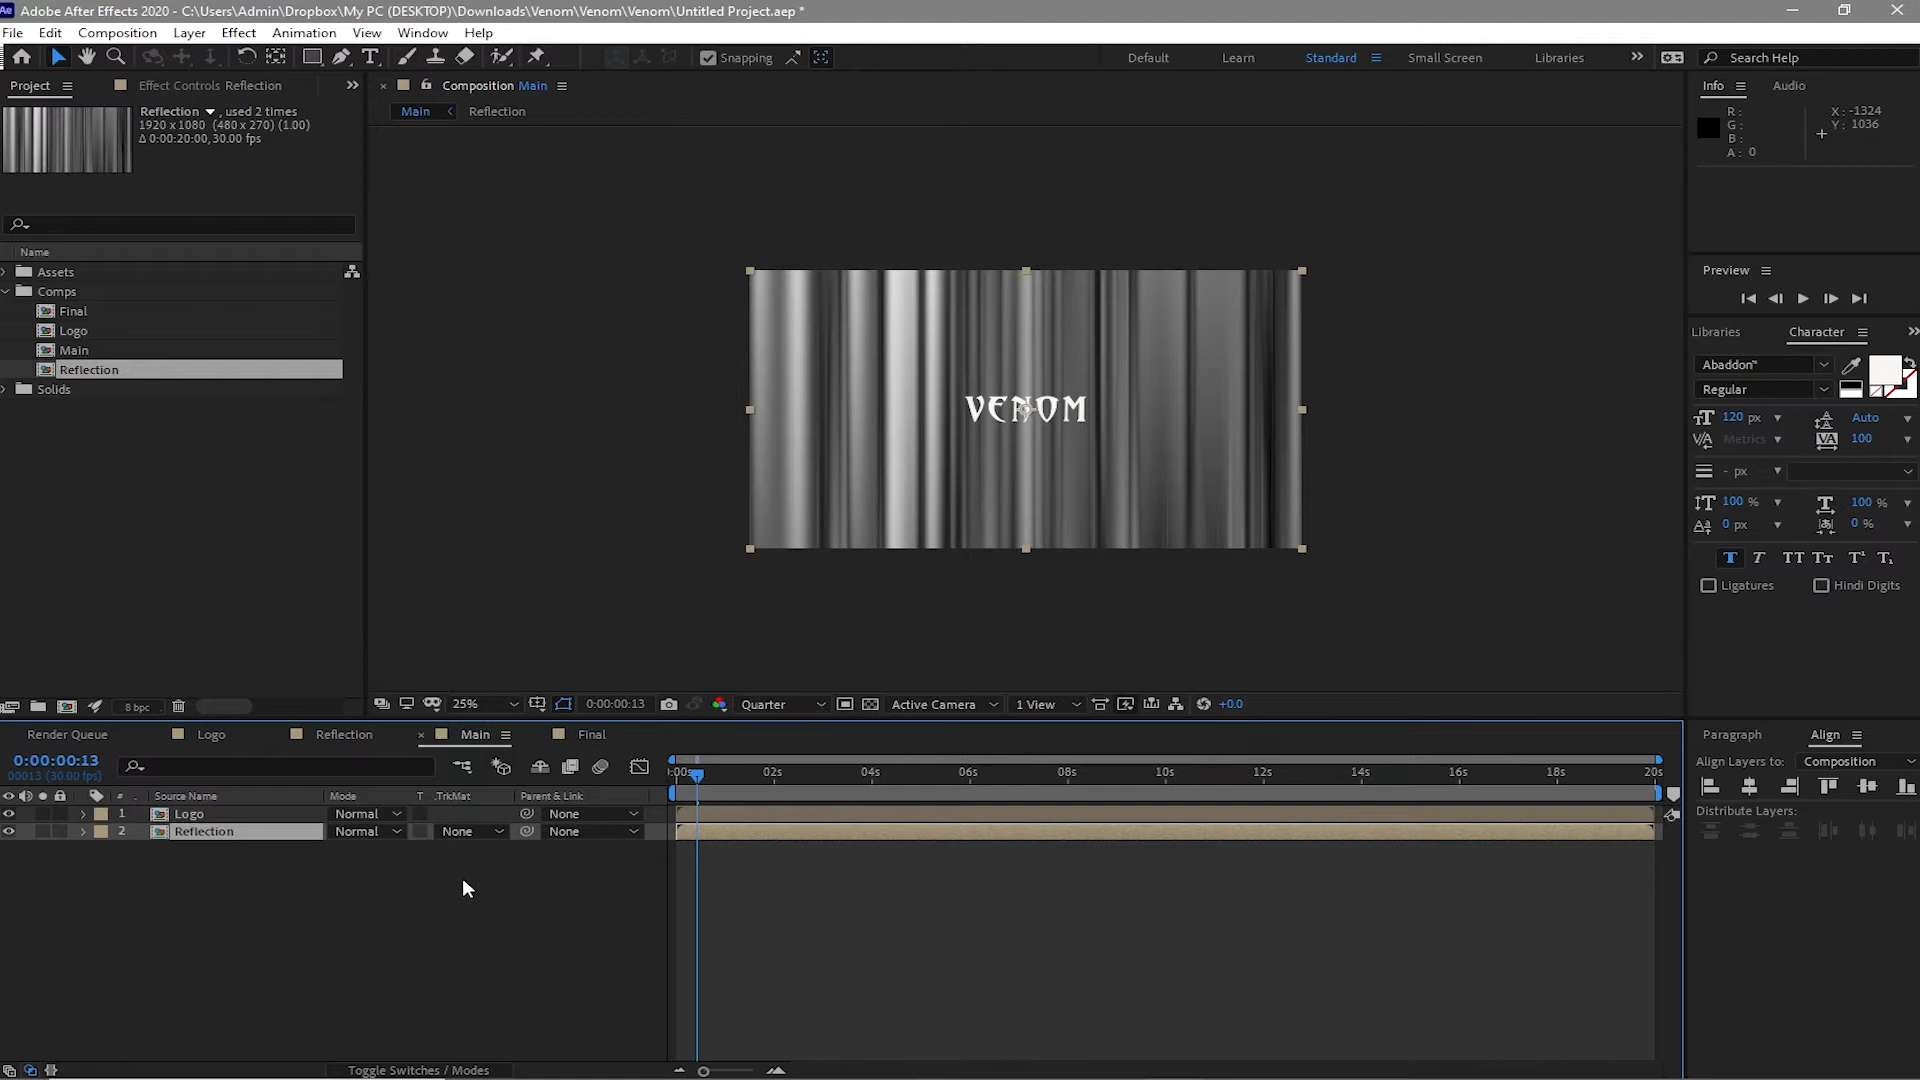 Ae Adobe After Effects 2020 - C:\Users\Admin\Dropbox\My PC (DESKTOP)\Downloads\Venom\Venom\Venom\Untitled Project.aep *
File Edit Composition Layer Effect Animation View Window Help
Snapping Default Learn Standard Small Screen Libraries Search Help
Project Effect Controls Reflection
Composition Main
Info Audio
Main Reflection
Reflection , used 2 times
1920 x 1080 (480 x 270) (1.00)
Δ 0:00:20:00, 30.00 fps
R :
G :
B :
A : 0
X : -1324
Y : 1036
Name
Assets
Comps
Final
Logo
Main
Reflection
Solids
VENOM
Preview
Libraries Character
Abaddon™
Regular
120 px Auto
Metrics 100
- px
100 % 100 %
0 px 0 %
T T TT Tт T¹ T₁
Ligatures Hindi Digits
8 bpc
25% 0:00:00:13 Quarter Active Camera 1 View +0.0
Render Queue Logo Reflection Main Final
Paragraph Align
0:00:00:13
00013 (30.00 fps)
Align Layers to: Composition
Distribute Layers:
:00s 02s 04s 06s 08s 10s 12s 14s 16s 18s 20s
# Source Name Mode T .TrkMat Parent & Link
1 Logo Normal None
2 Reflection Normal None None
Toggle Switches / Modes